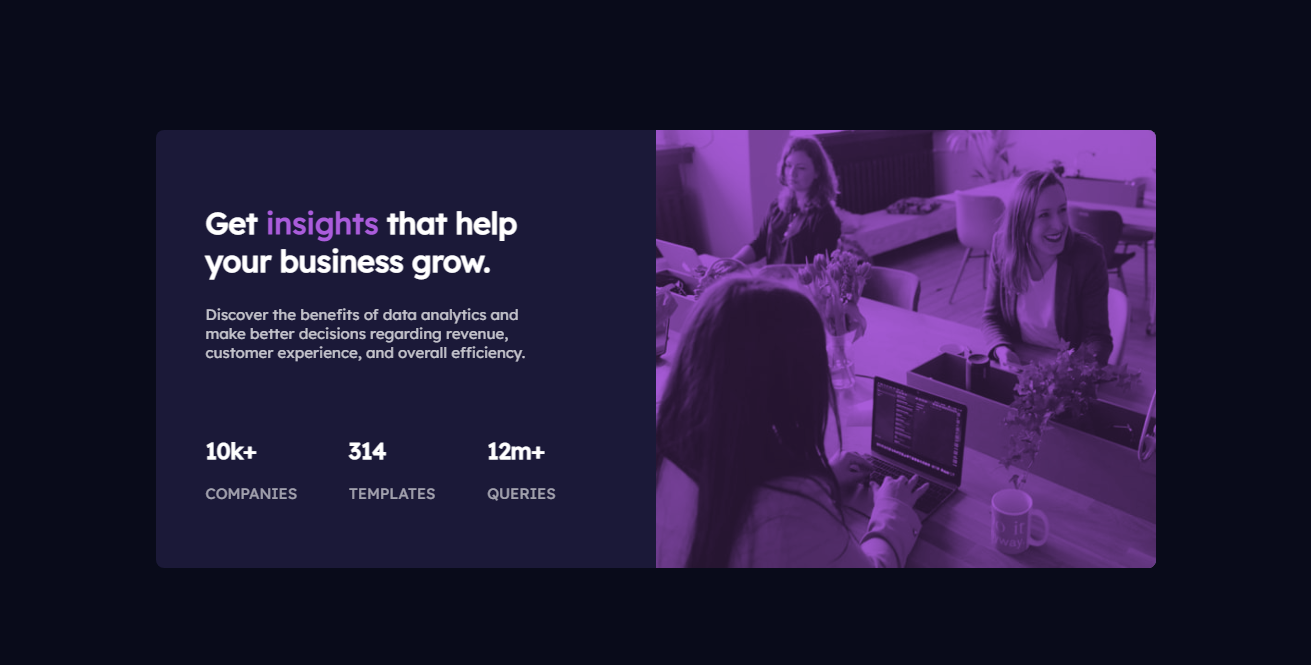 Get insights that help
your business grow.
Discover the benefits of data analytics and
make better decisions regarding revenue,
customer experience, and overall efficiency.
10k+ 314 12m+
COMPANIES TEMPLATES QUERIES